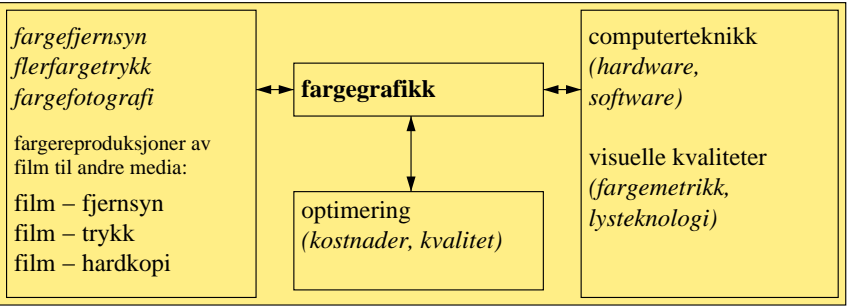 fargefjernsyn
flerfargetrykk
fargefotografi
fargereproduksjoner av
film til andre media:
film – fjernsyn
film – trykk
film – hardkopi
fargegrafikk
optimering
(kostnader, kvalitet)
computerteknikk
(hardware,
software)
visuelle kvaliteter
(fargemetrikk,
lysteknologi)